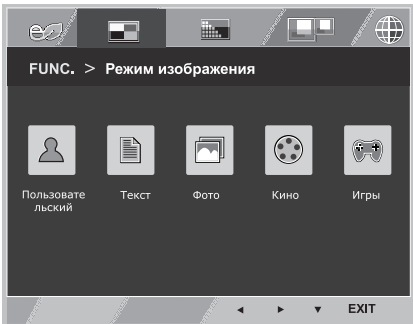 FUNC. > Режим изображения
Пользовате
льский
Текст
Фото
Кино
Игры
EXIT